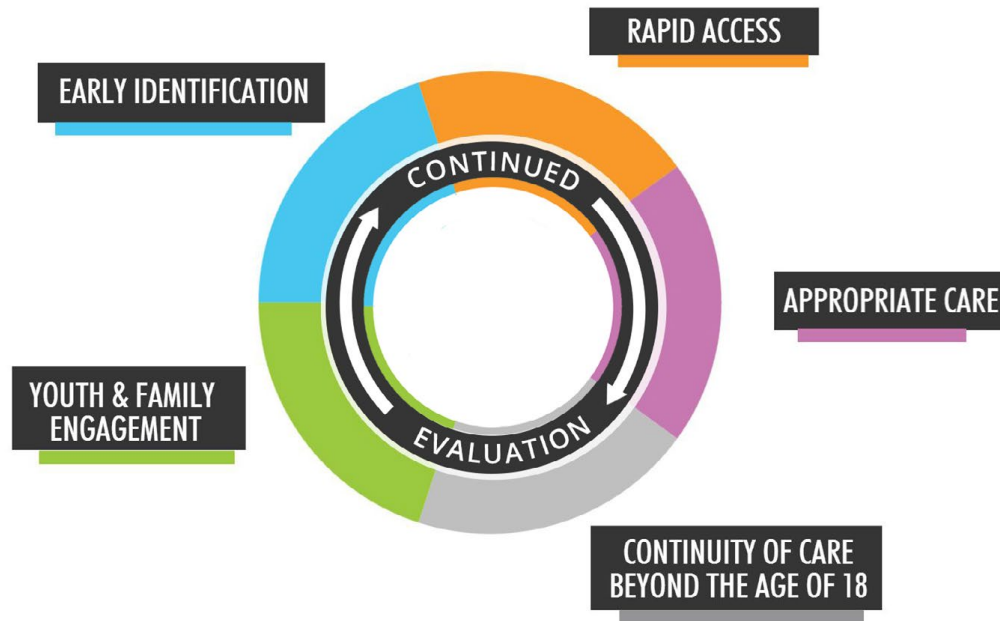 RAPID ACCESS
EARLY IDENTIFICATION
CONTINUED
APPROPRIATE CARE
YOUTH & FAMILY
ENGAGEMENT
EVALUATION
CONTINUITY OF CARE
BEYOND THE AGE OF 18